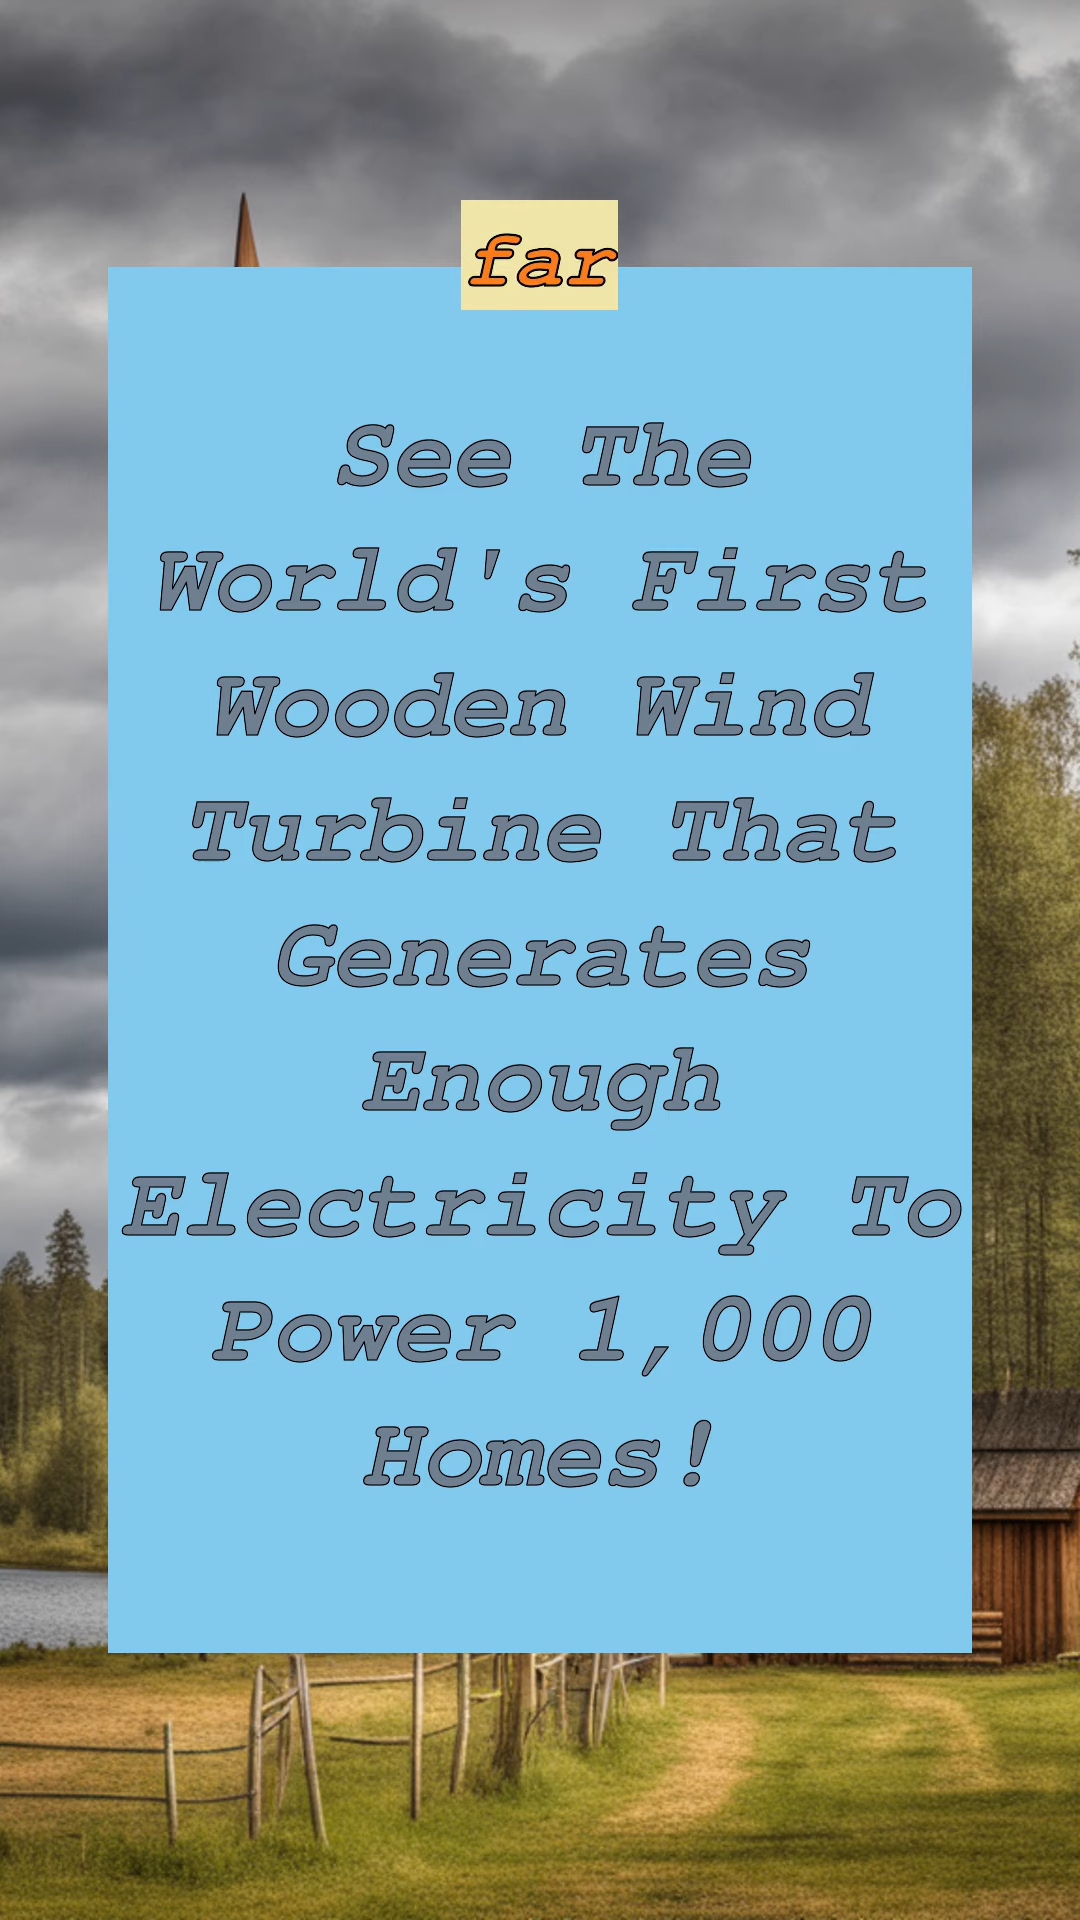 far
See The
World's First
Wooden Wind
Turbine That
Generates
Enough
Electricity To
Power 1,000
Homes!